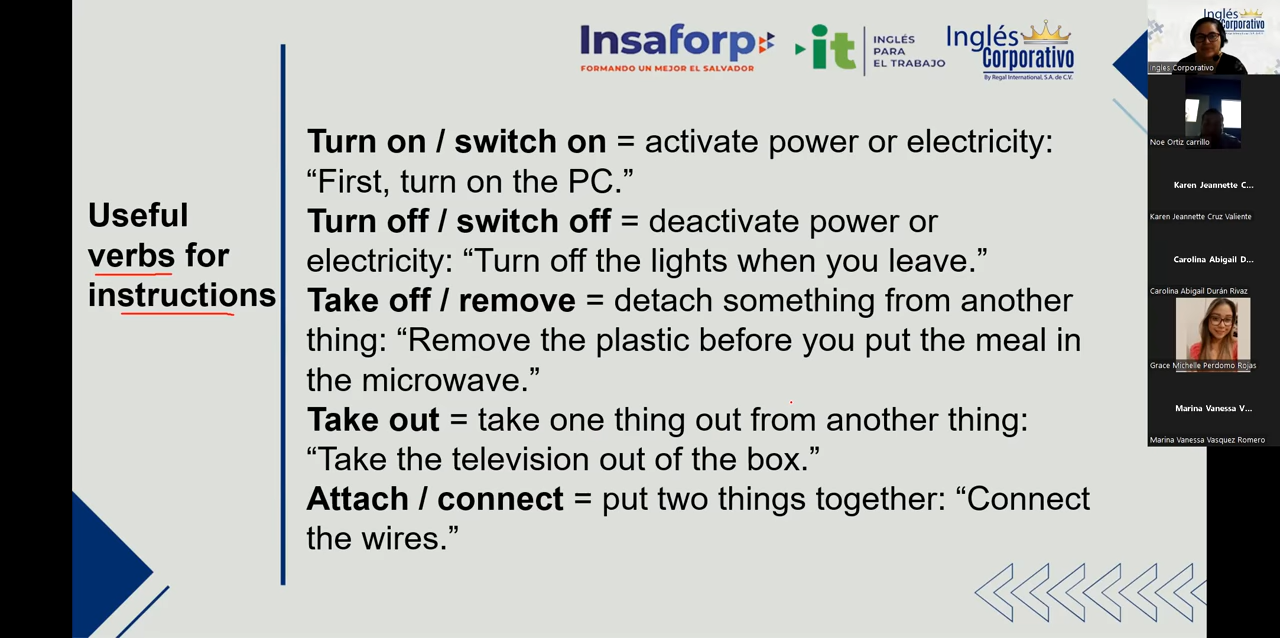 Insaforp
FORMANDO UN MEJOR EL SALVADOR
it
INGLÉS
PARA
EL TRABAJO
Inglés
Corporativo
By Regal International, S.A. de C.V.
Useful
verbs for
instructions
Turn on / switch on = activate power or electricity:
“First, turn on the PC.”
Turn off / switch off = deactivate power or
electricity: “Turn off the lights when you leave.”
Take off / remove = detach something from another
thing: “Remove the plastic before you put the meal in
the microwave.”
Take out = take one thing out from another thing:
“Take the television out of the box.”
Attach / connect = put two things together: “Connect
the wires.”
Inglés
Corporativo
Ingles Corporativo
Noe Ortiz carrillo
Karen Jeannette C...
Karen Jeannette Cruz Valiente
Carolina Abigail D...
Carolina Abigail Durán Rivaz
Grace Michelle Perdomo Rojas
Marina Vanessa V...
Marina Vanessa Vasquez Romero